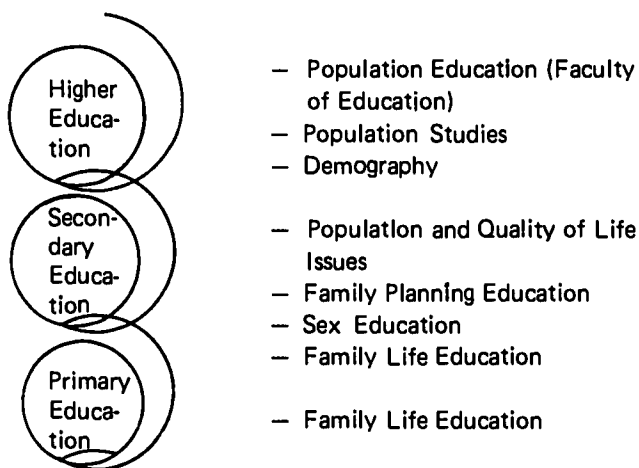 Higher
Educa-
tion
– Population Education (Faculty
of Education)
– Population Studies
– Demography
Secon-
dary
Educa-
tion
– Population and Quality of Life
Issues
– Family Planning Education
– Sex Education
– Family Life Education
Primary
Educa-
tion
– Family Life Education